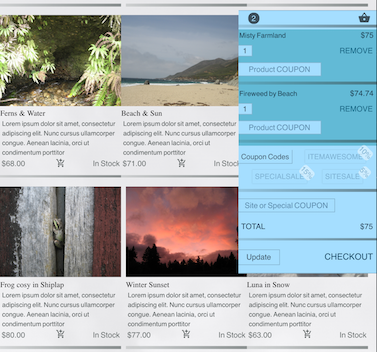 2
Misty Farmland $75
1 REMOVE
Product COUPON
Fireweed by Beach $74.74
1 REMOVE
Product COUPON
Coupon Codes ITEMAWESOME
SPECIALSALE SITESALE
Site or Special COUPON
TOTAL $75
Update CHECKOUT
Ferns & Water
Lorem ipsum dolor sit amet, consectetur
adipiscing elit. Nunc cursus ullamcorper
congue. Aenean lacinia, orci ut
condimentum porttitor
$68.00 In Stock
Beach & Sun
Lorem ipsum dolor sit amet, consectetur
adipiscing elit. Nunc cursus ullamcorper
congue. Aenean lacinia, orci ut
condimentum porttitor
$71.00 In Stock
Frog cosy in Shiplap
Lorem ipsum dolor sit amet, consectetur
adipiscing elit. Nunc cursus ullamcorper
congue. Aenean lacinia, orci ut
condimentum porttitor
$80.00 In Stock
Winter Sunset
Lorem ipsum dolor sit amet, consectetur
adipiscing elit. Nunc cursus ullamcorper
congue. Aenean lacinia, orci ut
condimentum porttitor
$77.00 In Stock
Luna in Snow
Lorem ipsum dolor sit amet, consectetur
adipiscing elit. Nunc cursus ullamcorper
congue. Aenean lacinia, orci ut
condimentum porttitor
$63.00 In Stock